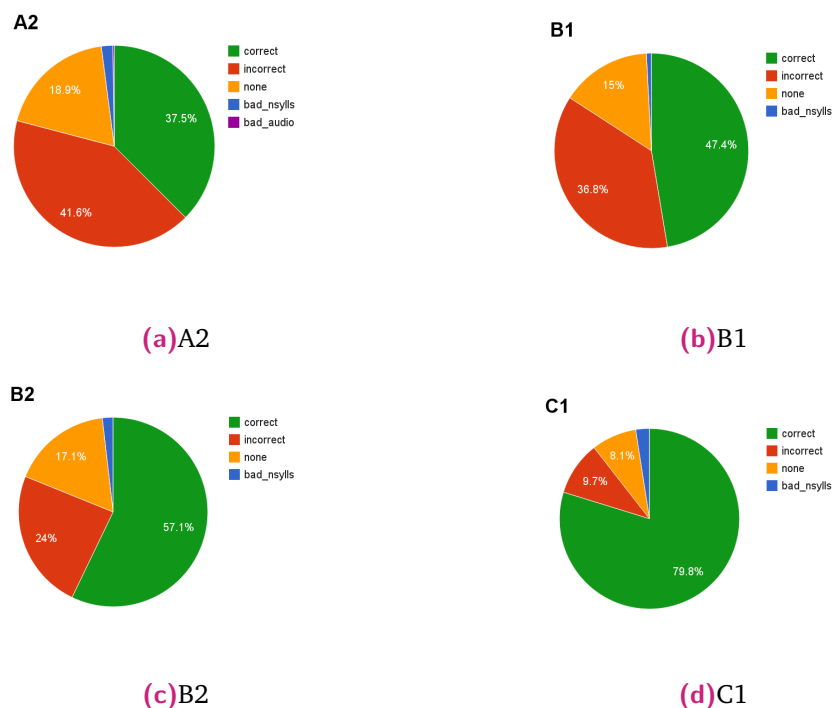 A2
correct
incorrect
none
bad_nsylls
bad_audio
18.9%
37.5%
41.6%
(a)A2
B1
correct
incorrect
none
bad_nsylls
15%
47.4%
36.8%
(b)B1
B2
correct
incorrect
none
bad_nsylls
17.1%
57.1%
24%
(c)B2
C1
correct
incorrect
none
bad_nsylls
8.1%
9.7%
79.8%
(d)C1